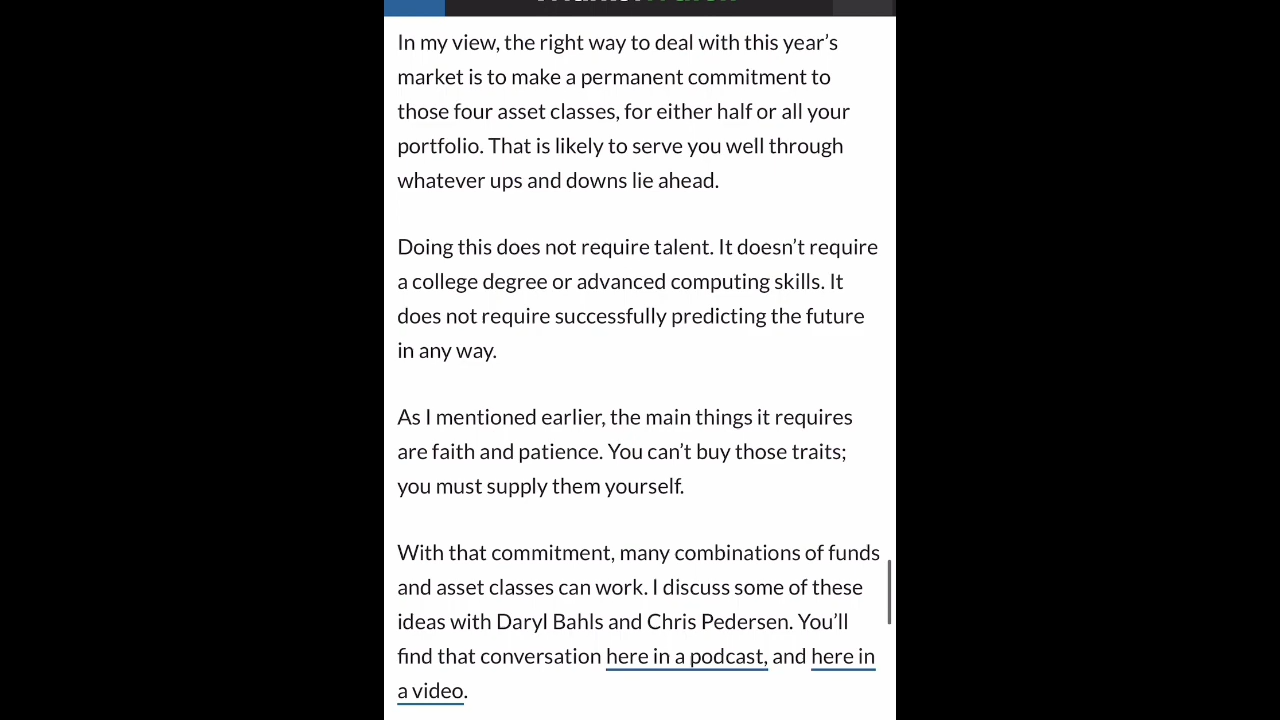 In my view, the right way to deal with this year’s
market is to make a permanent commitment to
those four asset classes, for either half or all your
portfolio. That is likely to serve you well through
whatever ups and downs lie ahead.
Doing this does not require talent. It doesn’t require
a college degree or advanced computing skills. It
does not require successfully predicting the future
in any way.
As I mentioned earlier, the main things it requires
are faith and patience. You can’t buy those traits;
you must supply them yourself.
With that commitment, many combinations of funds
and asset classes can work. I discuss some of these
ideas with Daryl Bahls and Chris Pedersen. You’ll
find that conversation here in a podcast, and here in
a video.